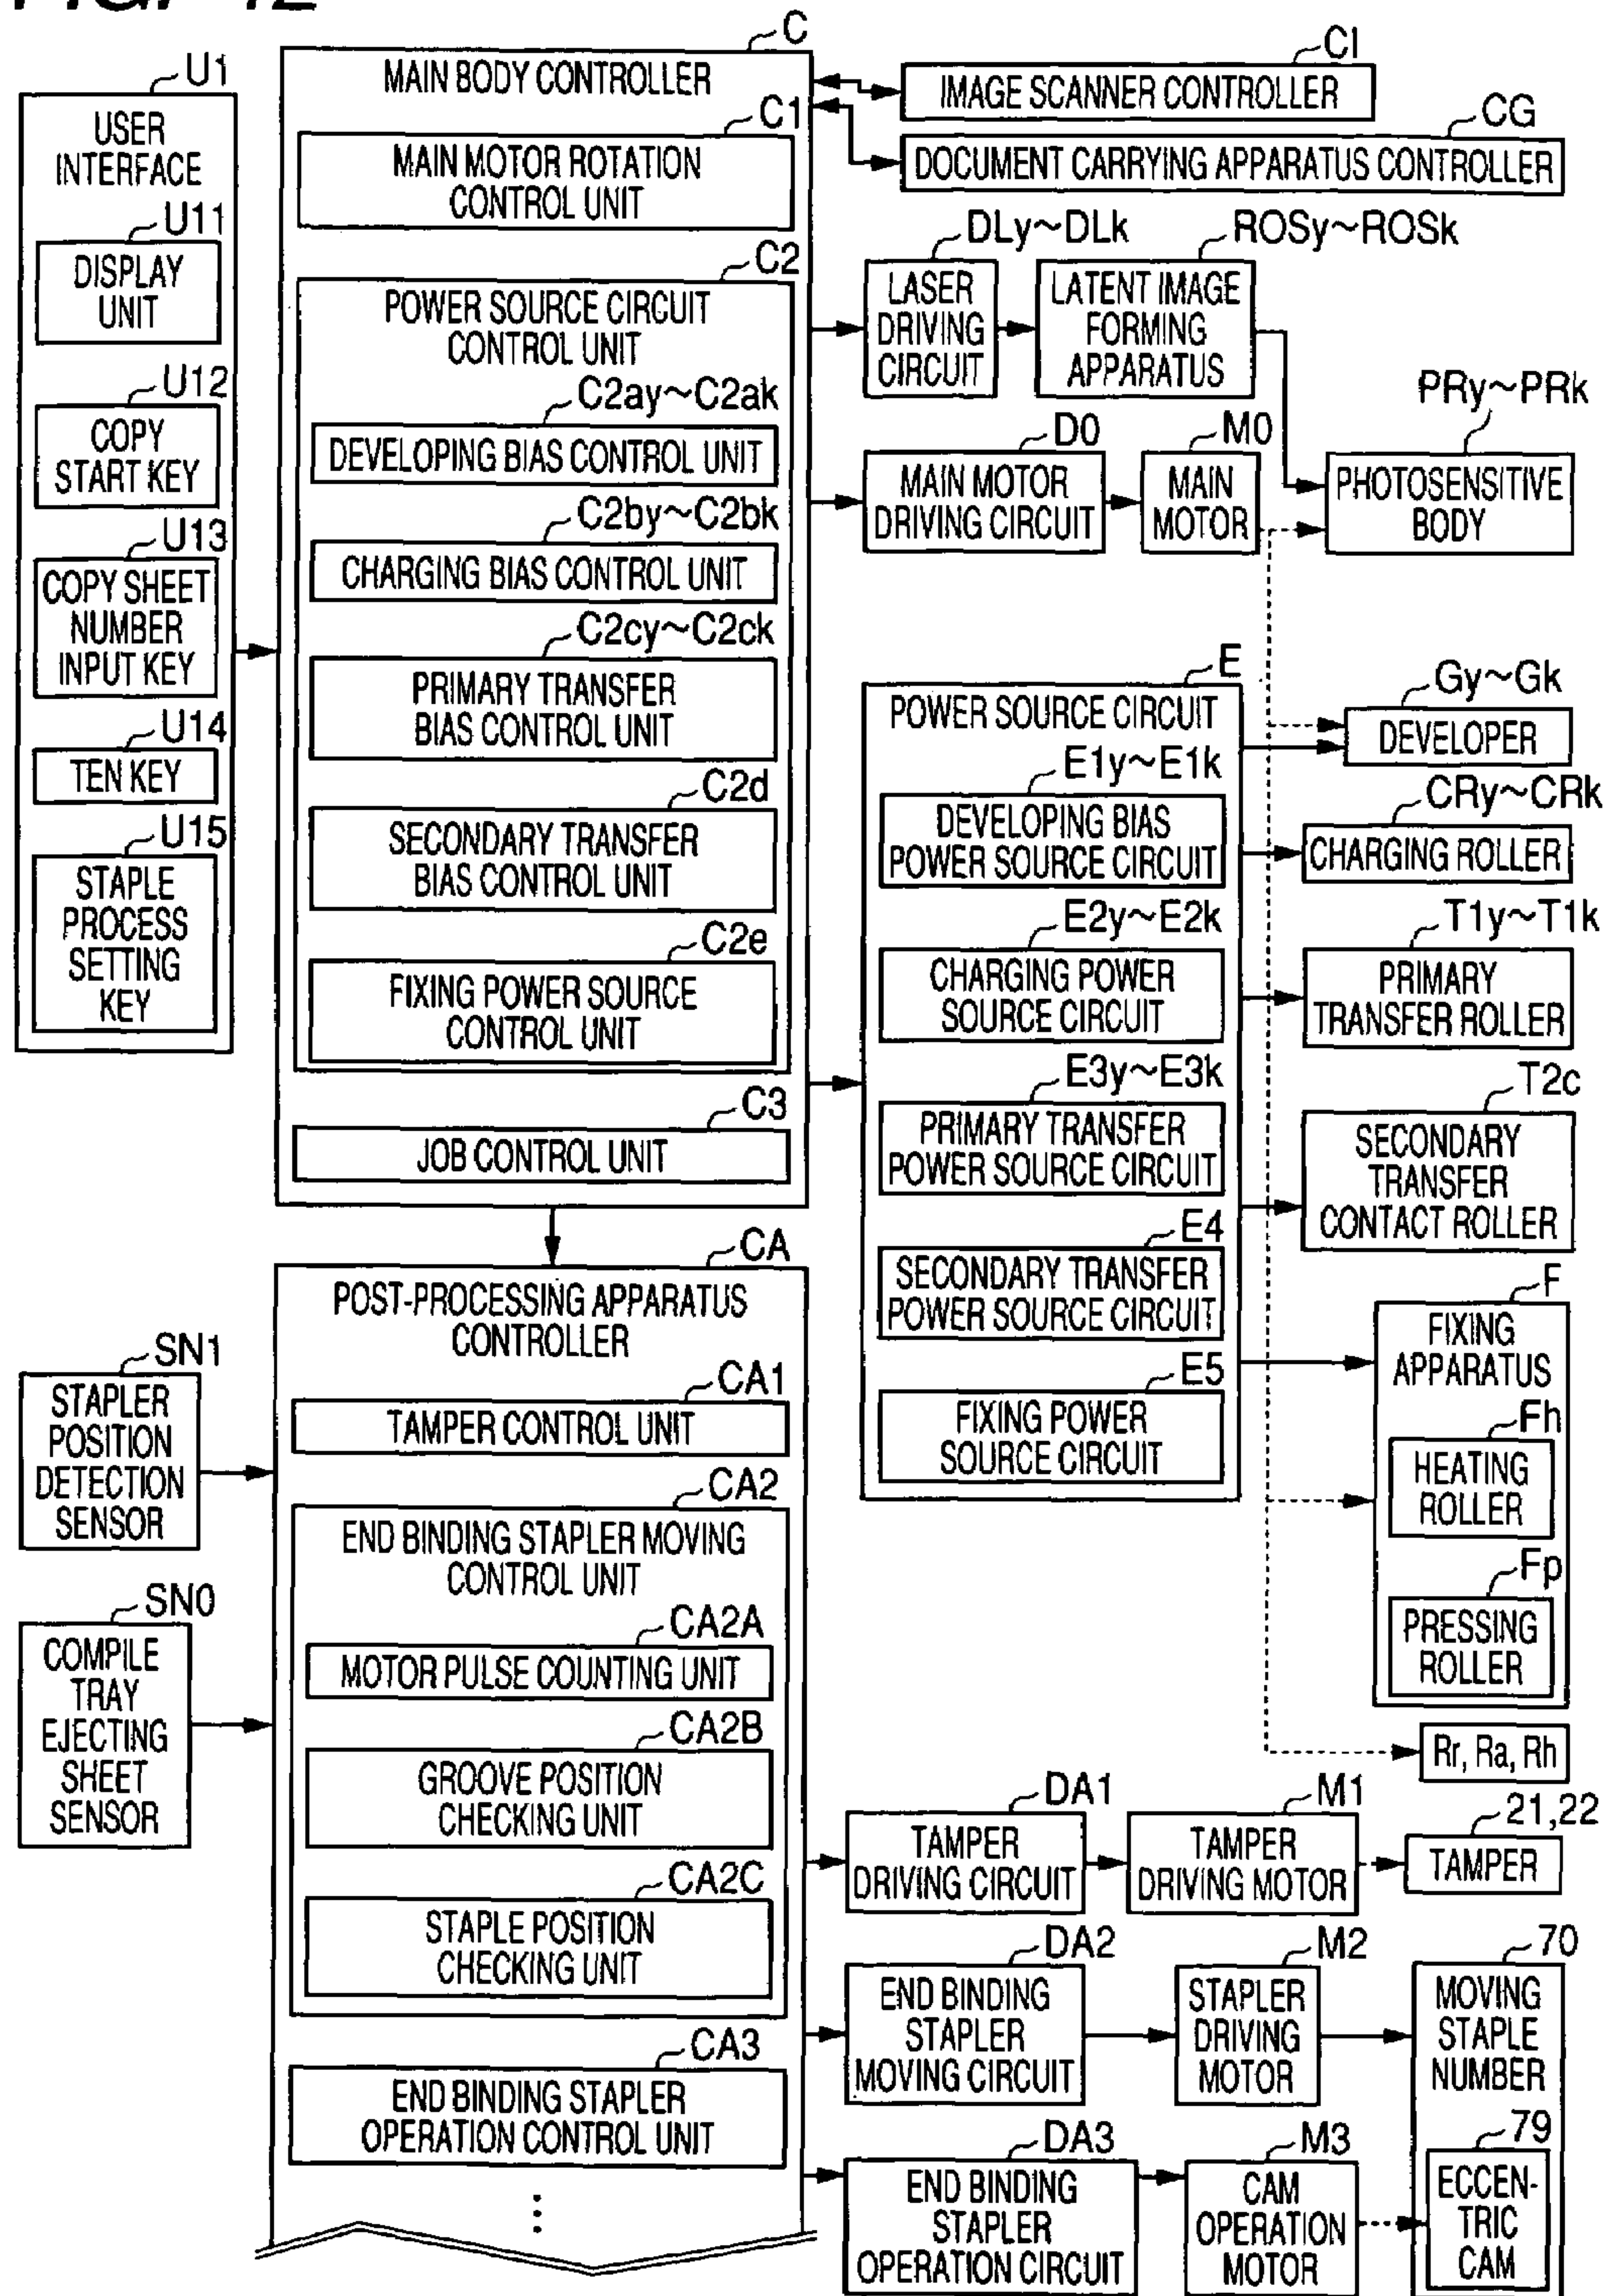 FIG. 12
U1
USER
INTERFACE
U11
DISPLAY
UNIT
U12
COPY
START KEY
U13
COPY SHEET
NUMBER
INPUT KEY
U14
TEN KEY
U15
STAPLE
PROCESS
SETTING
KEY
C
MAIN BODY CONTROLLER
C1
MAIN MOTOR ROTATION
CONTROL UNIT
C2
POWER SOURCE CIRCUIT
CONTROL UNIT
C2ay~C2ak
DEVELOPING BIAS CONTROL UNIT
C2by~C2bk
CHARGING BIAS CONTROL UNIT
C2cy~C2ck
PRIMARY TRANSFER
BIAS CONTROL UNIT
C2d
SECONDARY TRANSFER
BIAS CONTROL UNIT
C2e
FIXING POWER SOURCE
CONTROL UNIT
C3
JOB CONTROL UNIT
CI
IMAGE SCANNER CONTROLLER
CG
DOCUMENT CARRYING APPARATUS CONTROLLER
DLy~DLk
LASER
DRIVING
CIRCUIT
ROSy~ROSk
LATENT IMAGE
FORMING
APPARATUS
PRy~PRk
PHOTOSENSITIVE
BODY
D0
MAIN MOTOR
DRIVING CIRCUIT
M0
MAIN
MOTOR
E
POWER SOURCE CIRCUIT
E1y~E1k
DEVELOPING BIAS
POWER SOURCE CIRCUIT
E2y~E2k
CHARGING POWER
SOURCE CIRCUIT
E3y~E3k
PRIMARY TRANSFER
POWER SOURCE CIRCUIT
E4
SECONDARY TRANSFER
POWER SOURCE CIRCUIT
E5
FIXING POWER
SOURCE CIRCUIT
Gy~Gk
DEVELOPER
CRy~CRk
CHARGING ROLLER
T1y~T1k
PRIMARY
TRANSFER ROLLER
T2c
SECONDARY
TRANSFER
CONTACT ROLLER
F
FIXING
APPARATUS
Fh
HEATING
ROLLER
Fp
PRESSING
ROLLER
Rr, Ra, Rh
SN1
STAPLER
POSITION
DETECTION
SENSOR
SN0
COMPILE
TRAY
EJECTING
SHEET
SENSOR
CA
POST-PROCESSING APPARATUS
CONTROLLER
CA1
TAMPER CONTROL UNIT
CA2
END BINDING STAPLER MOVING
CONTROL UNIT
CA2A
MOTOR PULSE COUNTING UNIT
CA2B
GROOVE POSITION
CHECKING UNIT
CA2C
STAPLE POSITION
CHECKING UNIT
CA3
END BINDING STAPLER
OPERATION CONTROL UNIT
DA1
TAMPER
DRIVING CIRCUIT
M1
TAMPER
DRIVING MOTOR
21,22
TAMPER
DA2
END BINDING
STAPLER
MOVING CIRCUIT
M2
STAPLER
DRIVING
MOTOR
70
MOVING
STAPLE
NUMBER
DA3
END BINDING
STAPLER
OPERATION CIRCUIT
M3
CAM
OPERATION
MOTOR
79
ECCEN-
TRIC
CAM